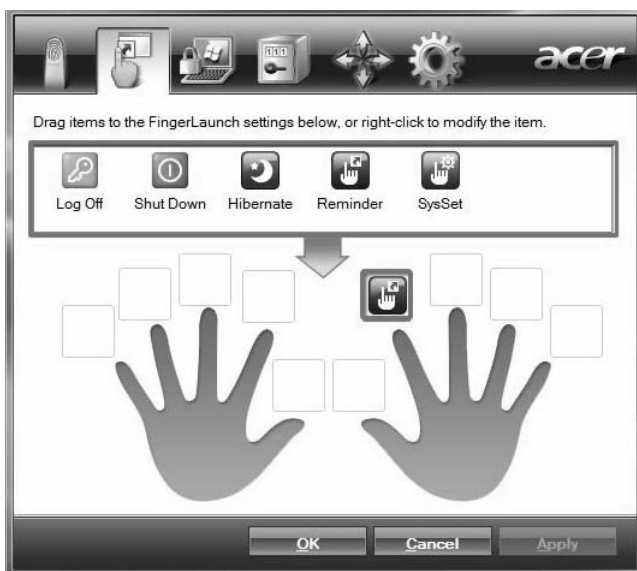 acer
Drag items to the FingerLaunch settings below, or right-click to modify the item.
Log Off Shut Down Hibernate Reminder SysSet
OK Cancel Apply